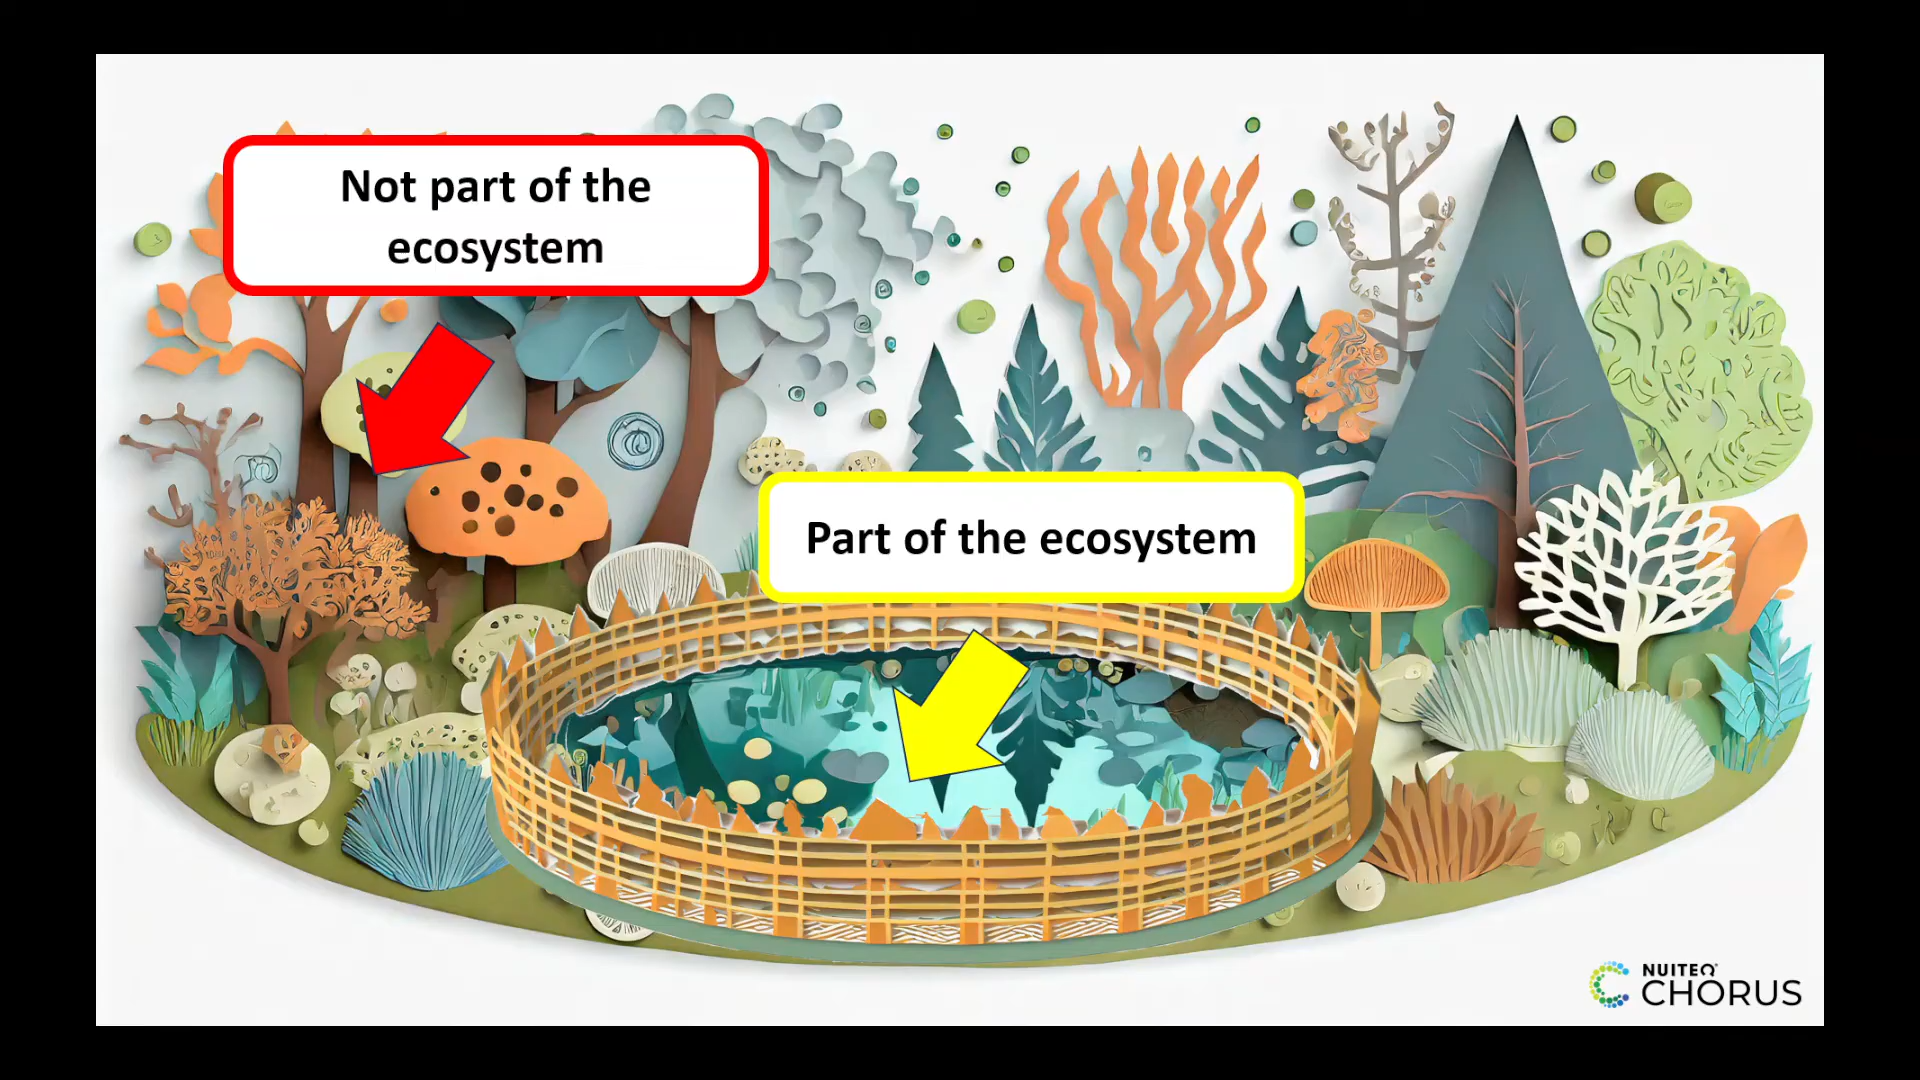 Not part of the
ecosystem
Part of the ecosystem
NUITEQ
CHORUS